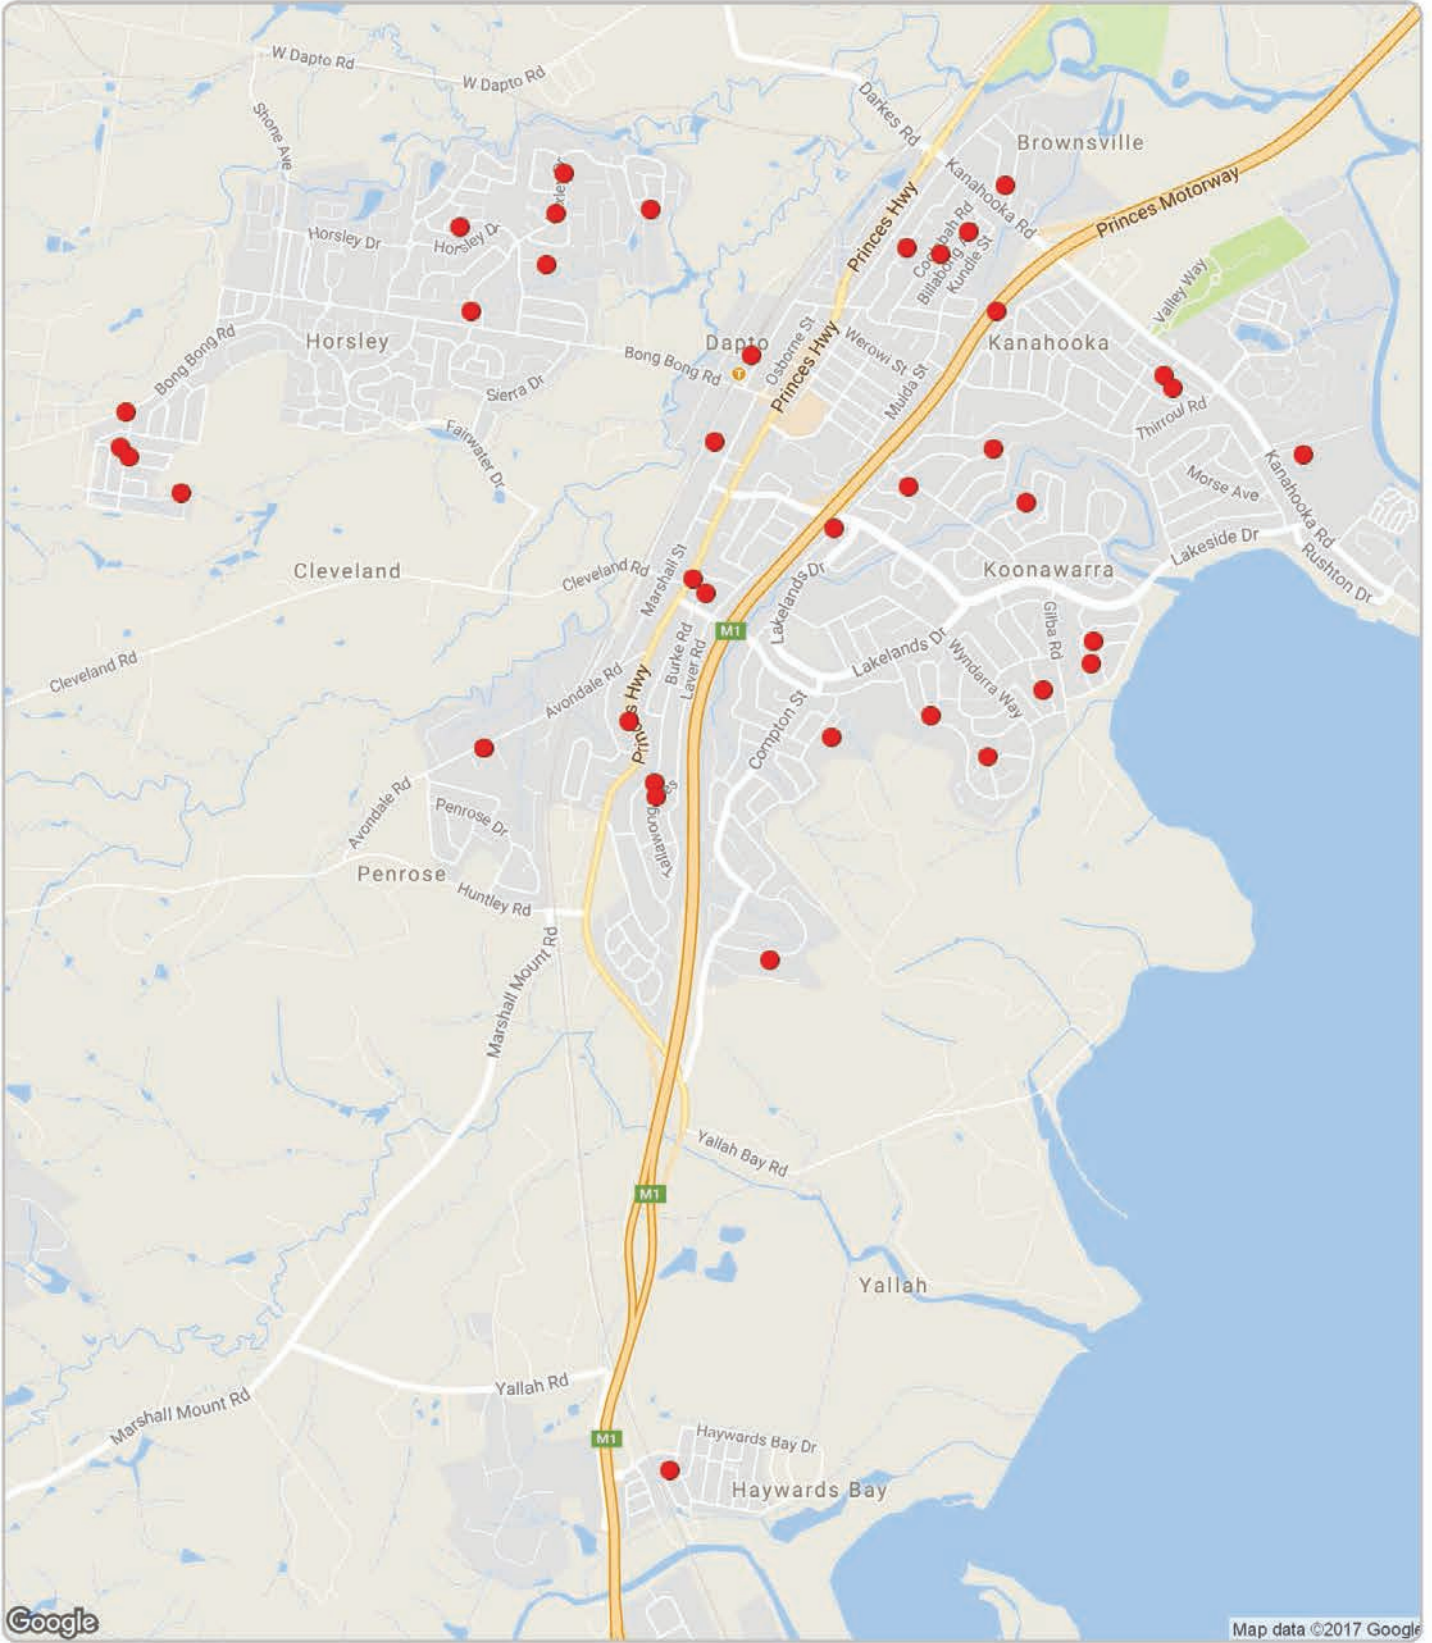 W Dapto Rd
W Dapto Rd
Darkes Rd
Shone Ave
Brownsville
Kanahooka Rd
Princes Hwy
Princes Motorway
Horsley Dr
Horsley Dr
Billabong
Kundle St
Valley Way
Horsley
Bong Bong Rd
Dapto
Osborne St
Princes Hwy
Werowi St
Kanahooka
Bong Bong Rd
T
Mulda St
Sierra Dr
Thirroul Rd
Fairwater Dr
Morse Ave
Kanahooka Rd
Lakeside Dr
Rushton Dr
Cleveland
Cleveland Rd
Marshall St
Lakelands Dr
Koonawarra
M1
Gilba Rd
Burke Rd
Laver Rd
Lakelands Dr
Wyndarra Way
Cleveland Rd
Avondale Rd
Princes Hwy
Compton St
Avondale Rd
Penrose Dr
Penrose
Huntley Rd
Marshall Mount Rd
Yallah Bay Rd
M1
Yallah
Yallah Rd
Marshall Mount Rd
M1
Haywards Bay Dr
Haywards Bay
Google
Map data ©2017 Google